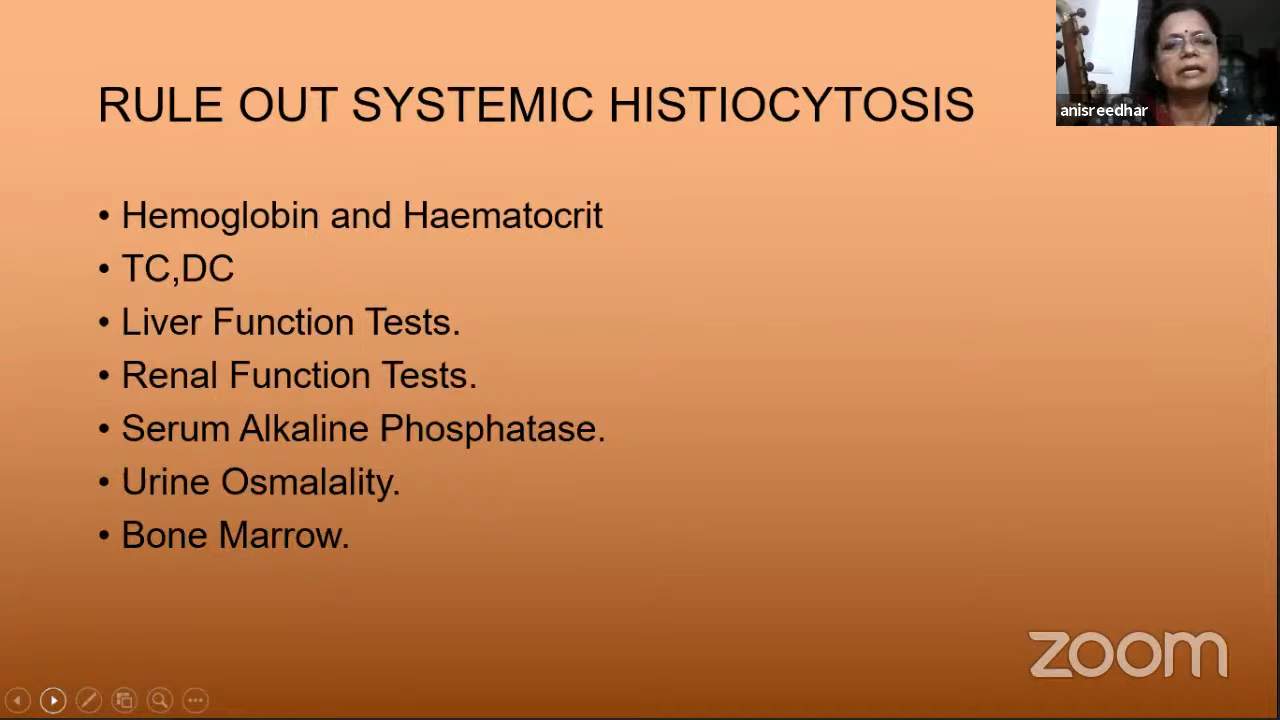 RULE OUT SYSTEMIC HISTIOCYTOSIS
anisreedhar
• Hemoglobin and Haematocrit
• TC,DC
• Liver Function Tests.
• Renal Function Tests.
• Serum Alkaline Phosphatase.
• Urine Osmalality.
• Bone Marrow.
zoom